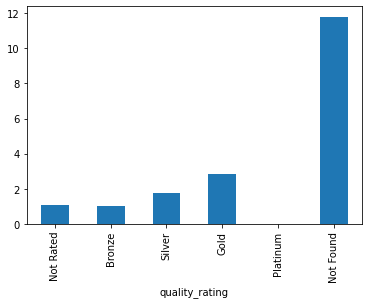 12
10
8
6
4
2
0
Not Rated
Bronze
Silver
Gold
Platinum
Not Found
quality_rating